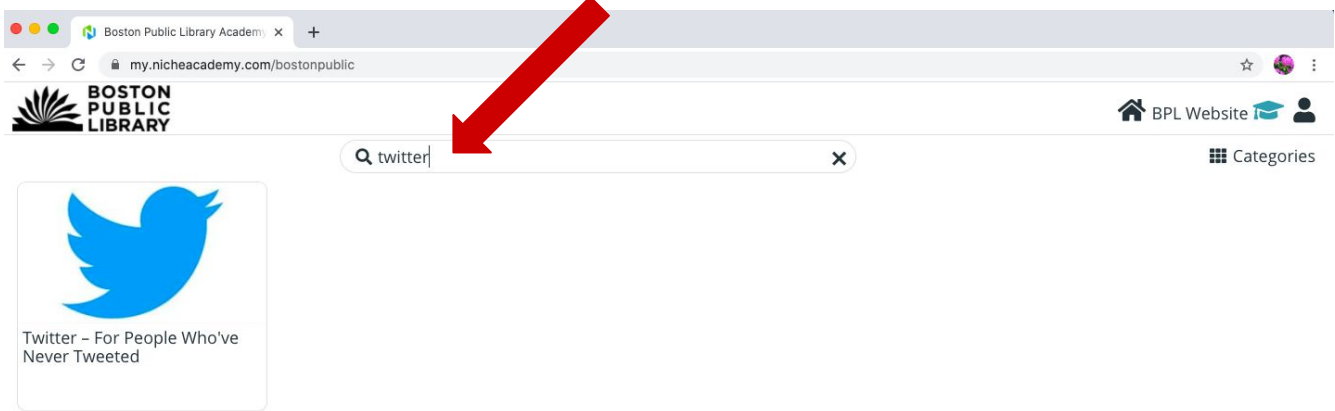 Boston Public Library Academy
my.nicheacademy.com/bostonpublic
BOSTON
PUBLIC
LIBRARY
BPL Website
twitter
Categories
Twitter – For People Who've
Never Tweeted